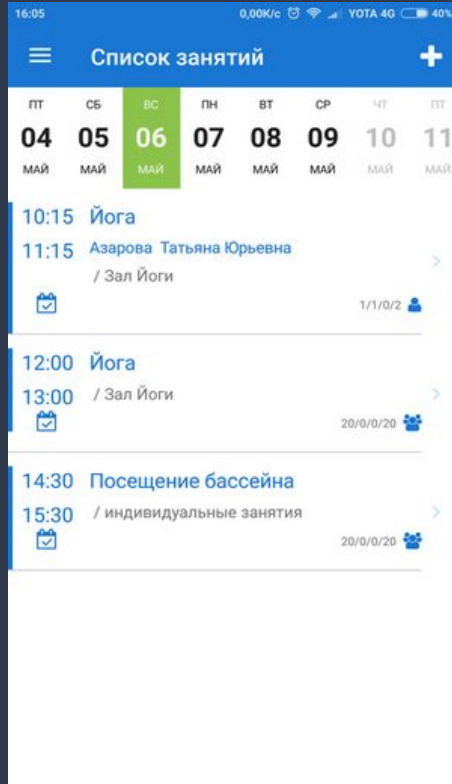 16:05 0,00K/c YOTA 4G 40%
Список занятий
ПТ СБ ВС ПН ВТ СР ЧТ ПТ
04 05 06 07 08 09 10 11
МАЙ МАЙ МАЙ МАЙ МАЙ МАЙ МАЙ МАЙ
10:15 Йога
11:15 Азарова Татьяна Юрьевна
/ Зал Йоги
1/1/0/2
12:00 Йога
13:00 / Зал Йоги
20/0/0/20
14:30 Посещение бассейна
15:30 / индивидуальные занятия
20/0/0/20